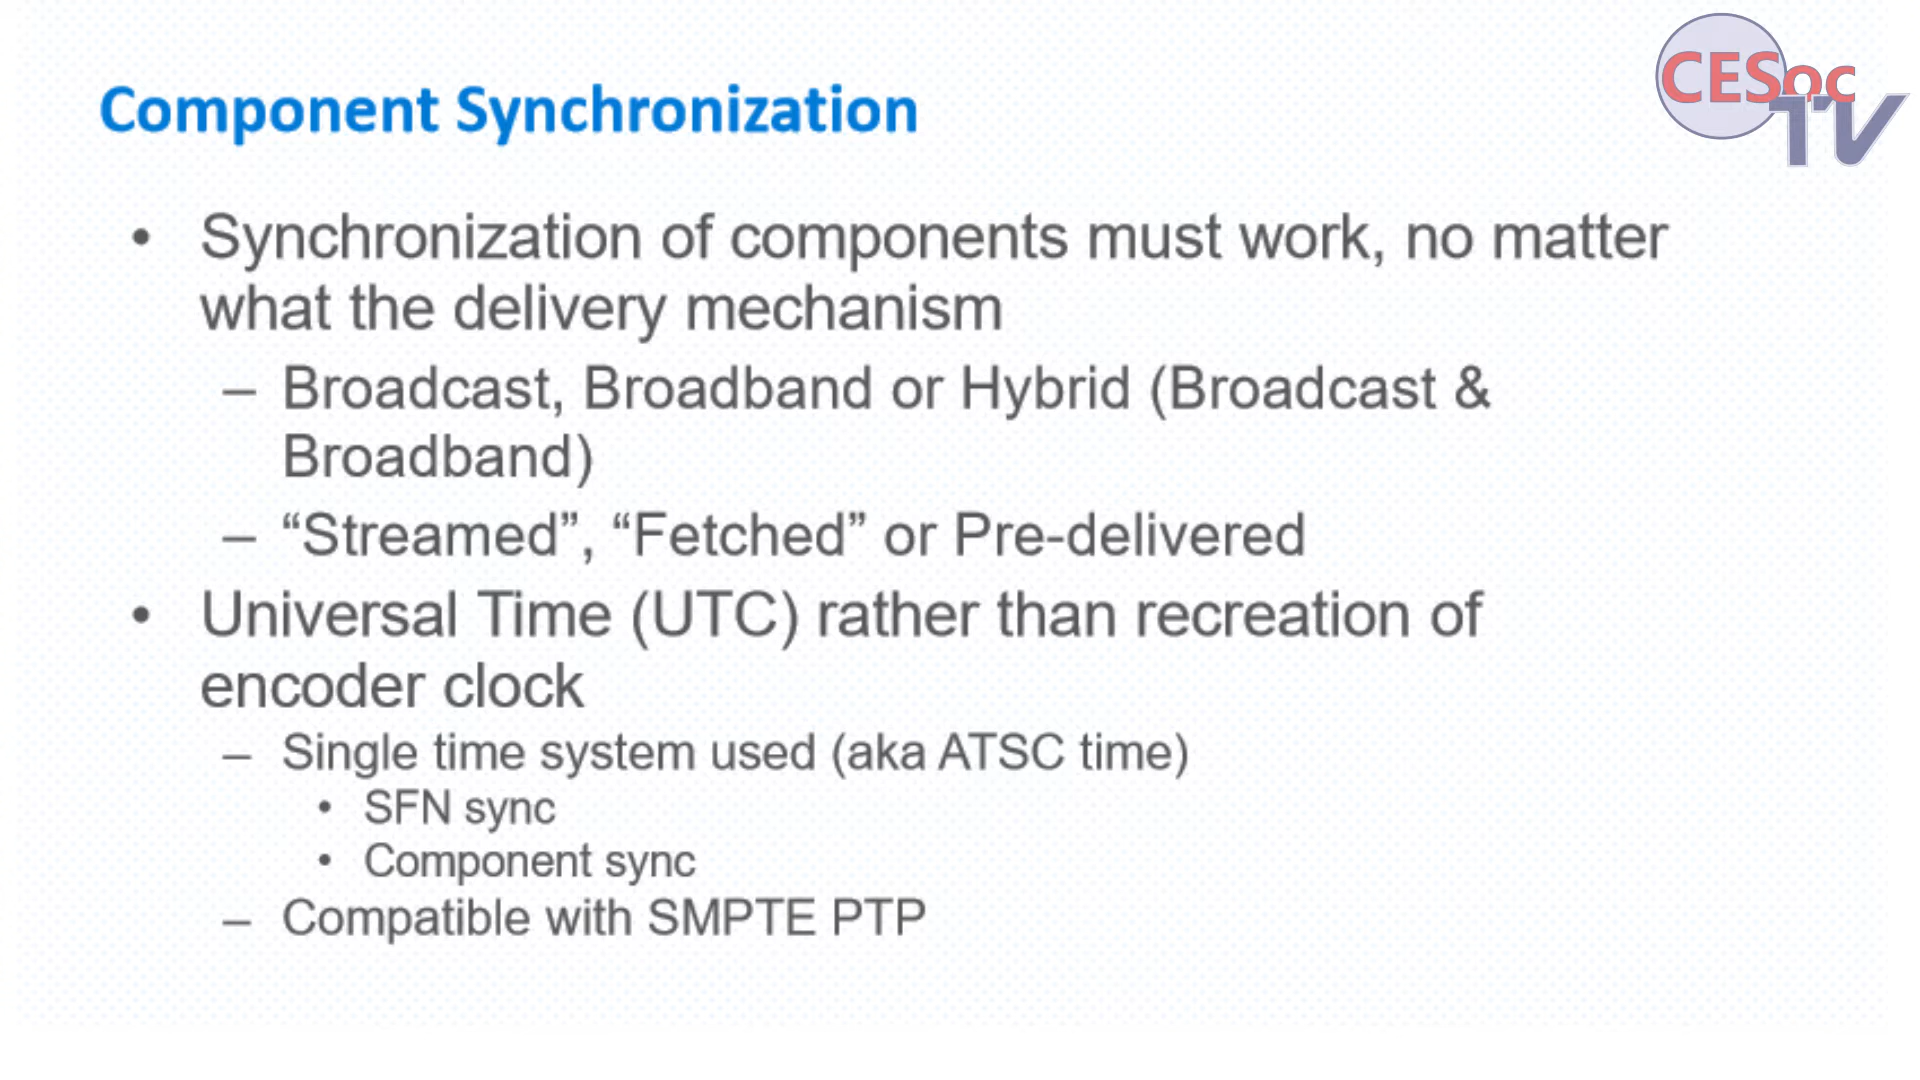 CESoc
TV
Component Synchronization
• Synchronization of components must work, no matter
what the delivery mechanism
– Broadcast, Broadband or Hybrid (Broadcast &
Broadband)
– “Streamed”, “Fetched” or Pre-delivered
• Universal Time (UTC) rather than recreation of
encoder clock
– Single time system used (aka ATSC time)
• SFN sync
• Component sync
– Compatible with SMPTE PTP